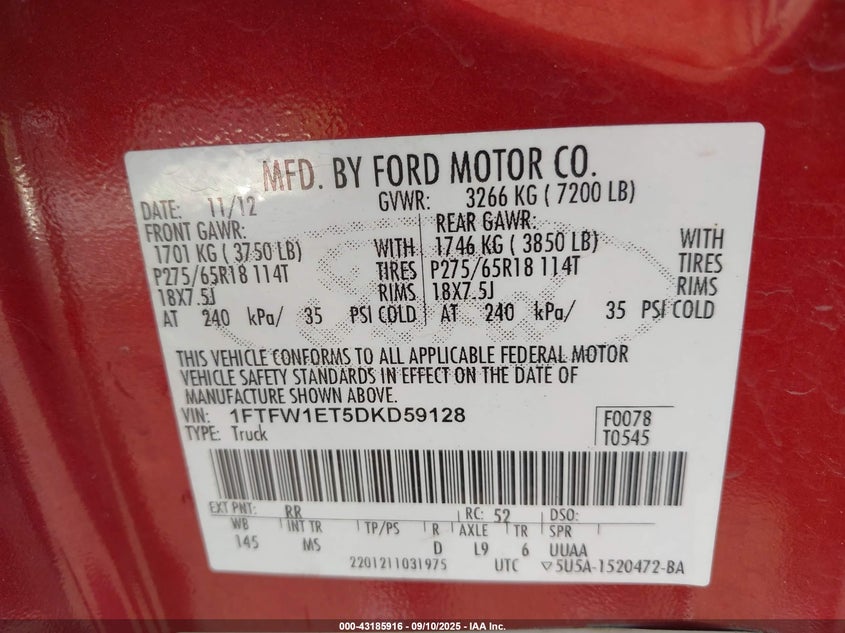 MFD. BY FORD MOTOR CO.
DATE: 11/12 GVWR: 3266 KG ( 7200 LB)
FRONT GAWR: REAR GAWR:
1701 KG ( 3750 LB) WITH 1746 KG ( 3850 LB) WITH
P275/65R18 114T TIRES P275/65R18 114T TIRES
18X7.5J RIMS 18X7.5J RIMS
AT 240 kPa/ 35 PSI COLD AT 240 kPa/ 35 PSI COLD
THIS VEHICLE CONFORMS TO ALL APPLICABLE FEDERAL MOTOR
VEHICLE SAFETY STANDARDS IN EFFECT ON THE DATE OF
MANUFACTURE SHOWN ABOVE.
VIN: 1FTFW1ET5DKD59128 F0078
TYPE: Truck T0545
EXT PNT: RR RC: 52 DSO:
WB INT TR TP/PS R AXLE TR SPR
145 MS D L9 6 UUAA
2201211031975 UTC ▽5U5A-1520472-BA
000-43185916 - 09/10/2025 - IAA Inc.